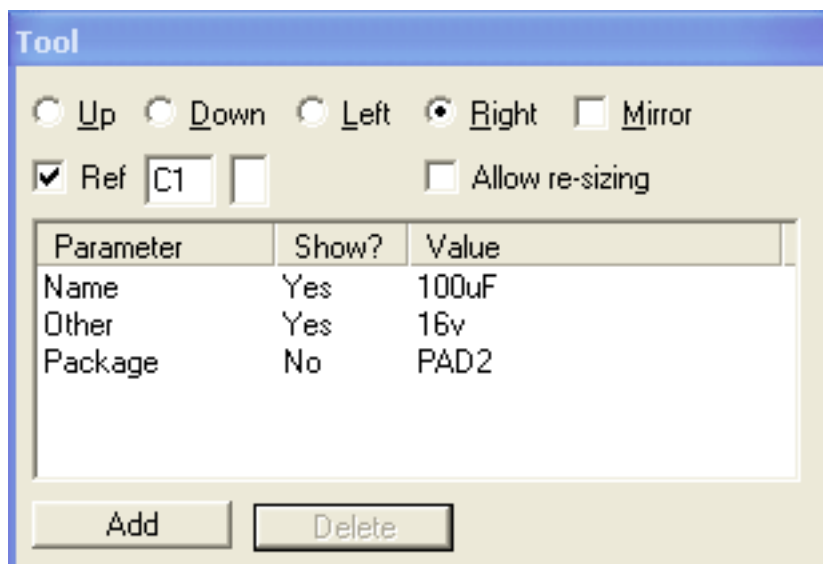 Tool
Up Down Left Right Mirror
Ref C1 Allow re-sizing
Parameter Show? Value
Name Yes 100uF
Other Yes 16v
Package No PAD2
Add Delete